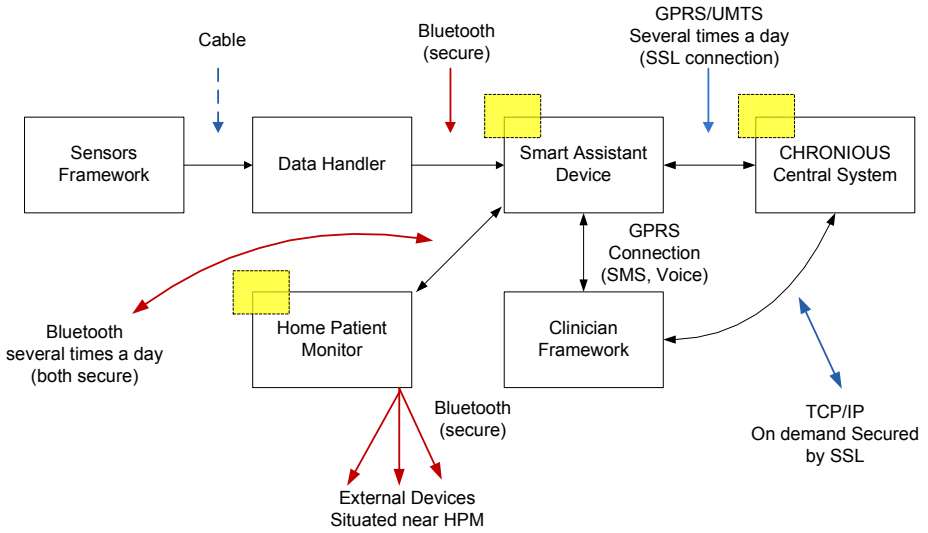 Cable
Bluetooth
(secure)
GPRS/UMTS
Several times a day
(SSL connection)
Sensors
Framework
Data Handler
Smart Assistant
Device
CHRONIOUS
Central System
GPRS
Connection
(SMS, Voice)
Bluetooth
several times a day
(both secure)
Home Patient
Monitor
Clinician
Framework
Bluetooth
(secure)
TCP/IP
On demand Secured
by SSL
External Devices
Situated near HPM